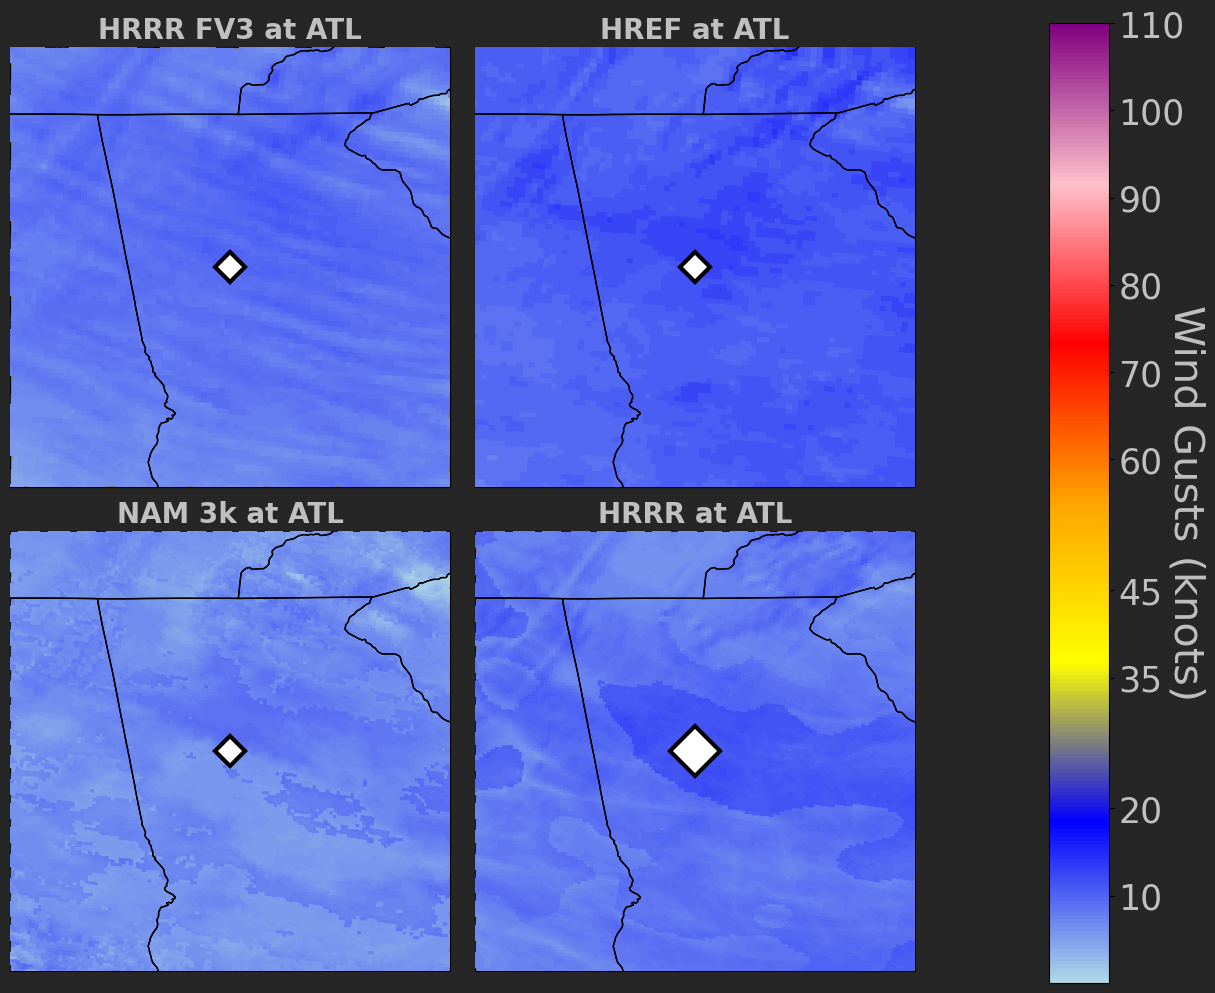 HRRR FV3 at ATL
HREF at ATL
NAM 3k at ATL
HRRR at ATL
110
100
90
80
70
60
45
35
20
10
Wind Gusts (knots)